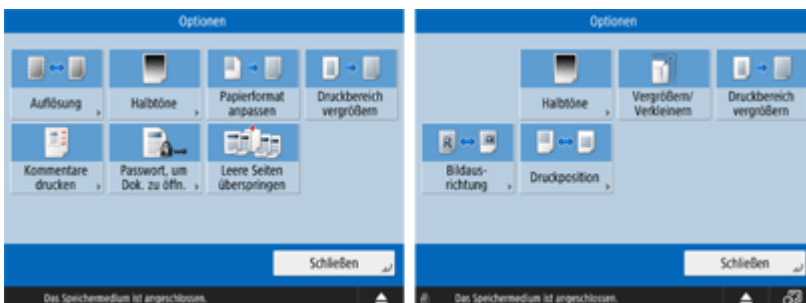 Optionen
Auflösung
Halbtöne
Papierformat
anpassen
Druckbereich
vergrößern
Kommentare
drucken
Passwort, um
Dok. zu öffn.
Leere Seiten
überspringen
Schließen
Das Speichermedium ist angeschlossen.
Optionen
Halbtöne
Vergrößern/
Verkleinern
Druckbereich
vergrößern
R
Bildaus-
richtung
Druckposition
Schließen
Das Speichermedium ist angeschlossen.